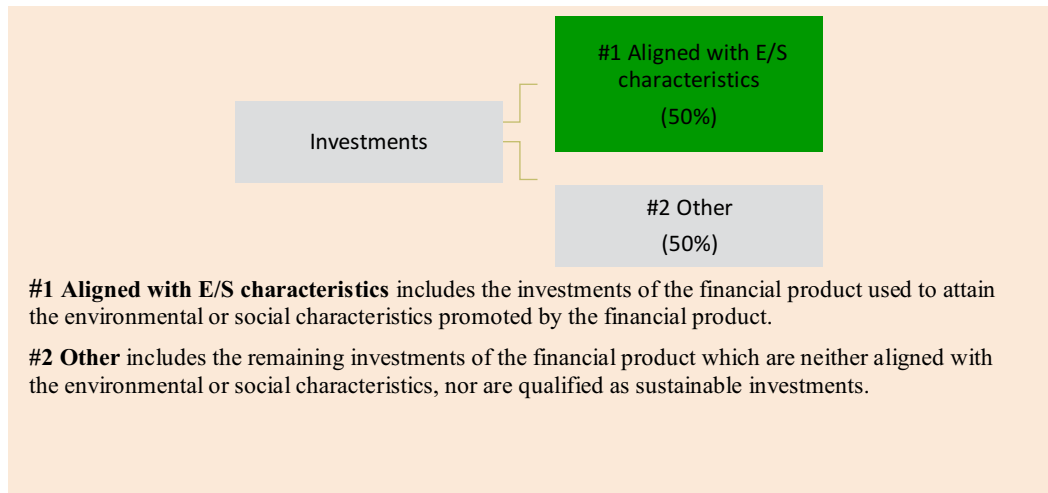 #1 Aligned with E/S
characteristics
(50%)
Investments
#2 Other
(50%)
#1 Aligned with E/S characteristics includes the investments of the financial product used to attain
the environmental or social characteristics promoted by the financial product.
#2 Other includes the remaining investments of the financial product which are neither aligned with
the environmental or social characteristics, nor are qualified as sustainable investments.